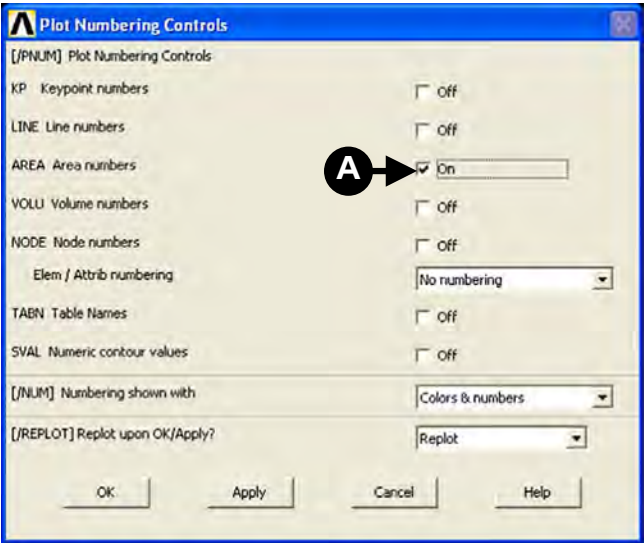 Plot Numbering Controls
[/PNUM] Plot Numbering Controls
KP Keypoint numbers Off
LINE Line numbers Off
AREA Area numbers A On
VOLU Volume numbers Off
NODE Node numbers Off
Elem / Attrib numbering No numbering
TABN Table Names Off
SVAL Numeric contour values Off
[/NUM] Numbering shown with Colors & numbers
[/REPLOT] Replot upon OK/Apply? Replot
OK Apply Cancel Help